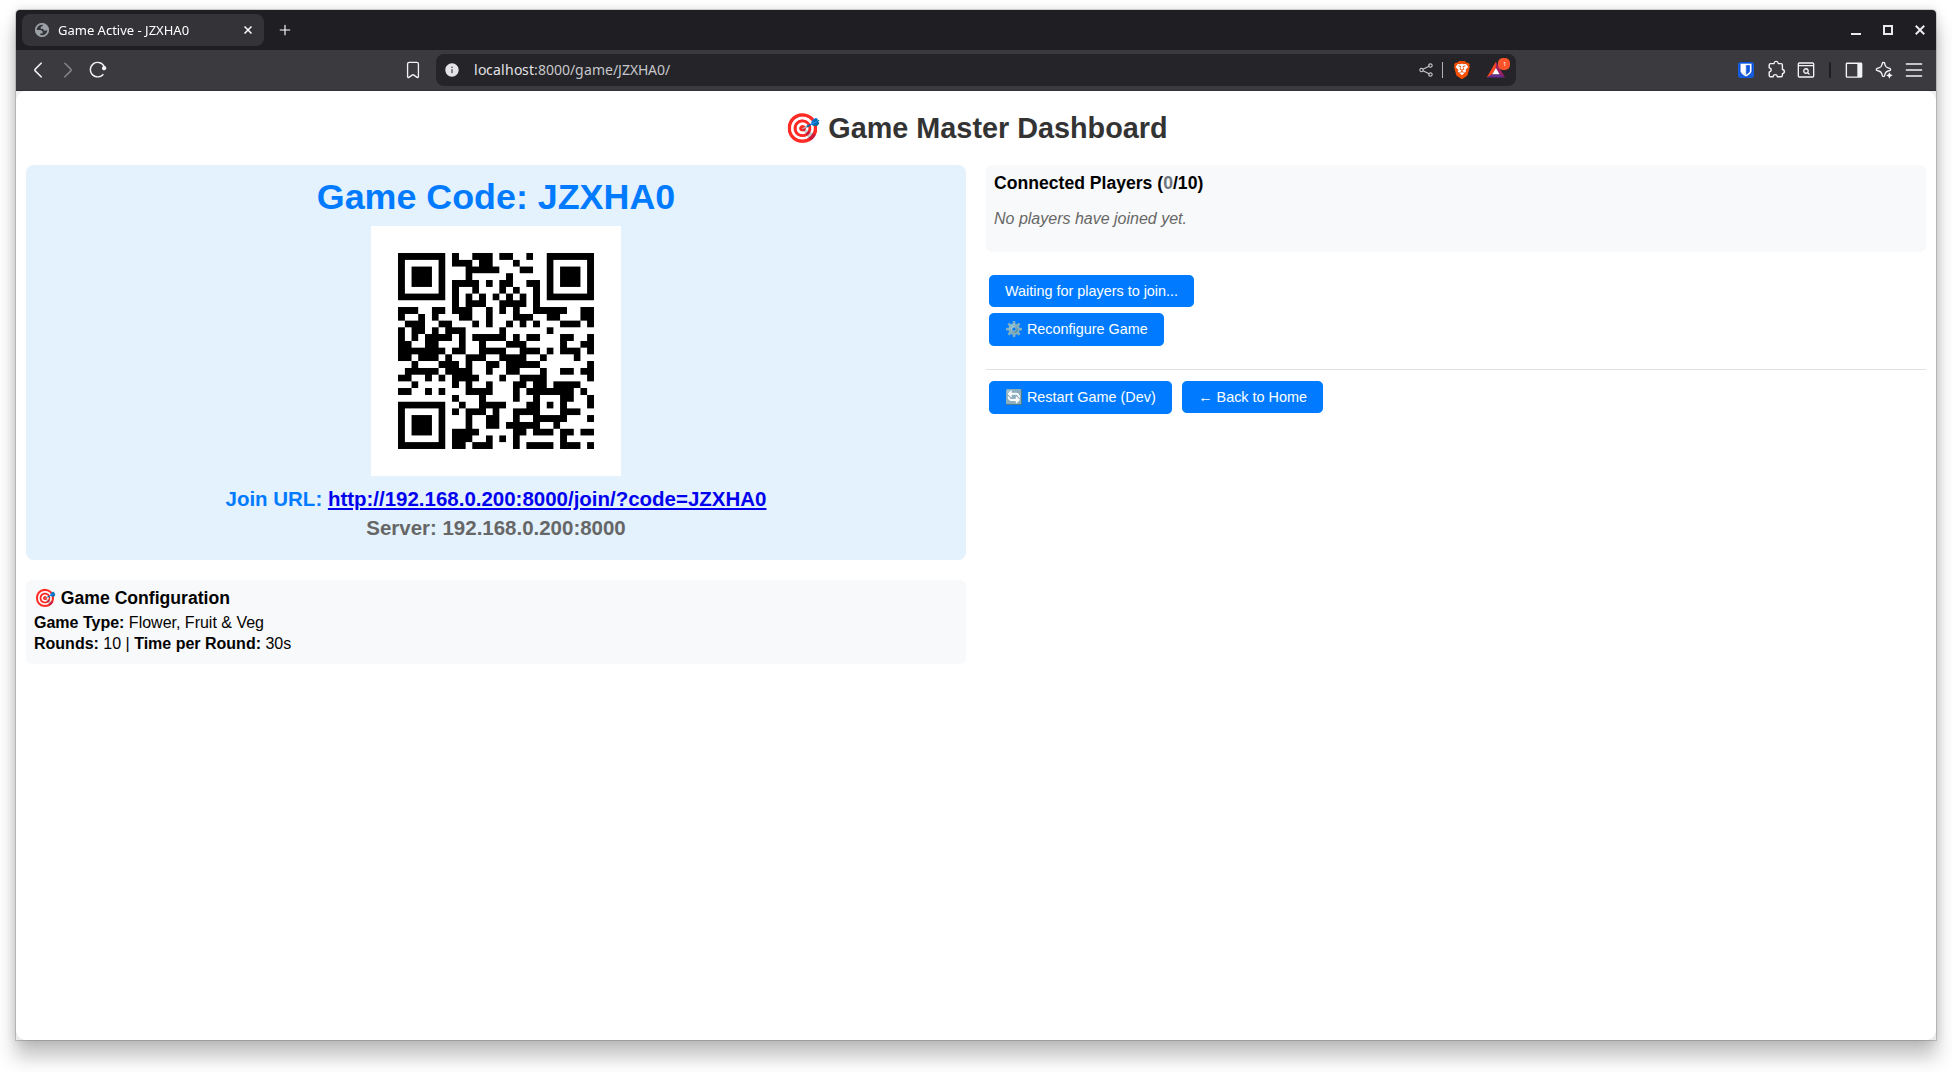 Game Active - JZXHA0
localhost:8000/game/JZXHA0/
🎯 Game Master Dashboard
Game Code: JZXHA0
Join URL: http://192.168.0.200:8000/join/?code=JZXHA0
Server: 192.168.0.200:8000
🎯 Game Configuration
Game Type: Flower, Fruit & Veg
Rounds: 10 | Time per Round: 30s
Connected Players (0/10)
No players have joined yet.
Waiting for players to join...
⚙️ Reconfigure Game
🔄 Restart Game (Dev)
← Back to Home